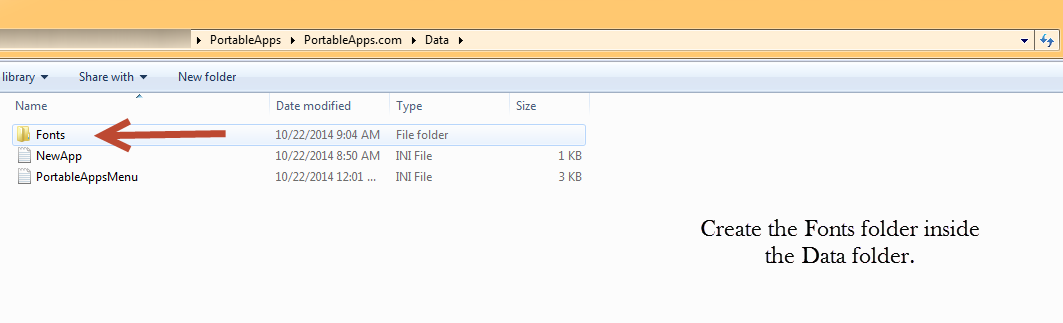 PortableApps PortableApps.com Data
library Share with New folder
Name Date modified Type Size
Fonts 10/22/2014 9:04 AM File folder
NewApp 10/22/2014 8:50 AM INI File 1 KB
PortableAppsMenu 10/22/2014 12:01 ... INI File 3 KB
Create the Fonts folder inside
the Data folder.